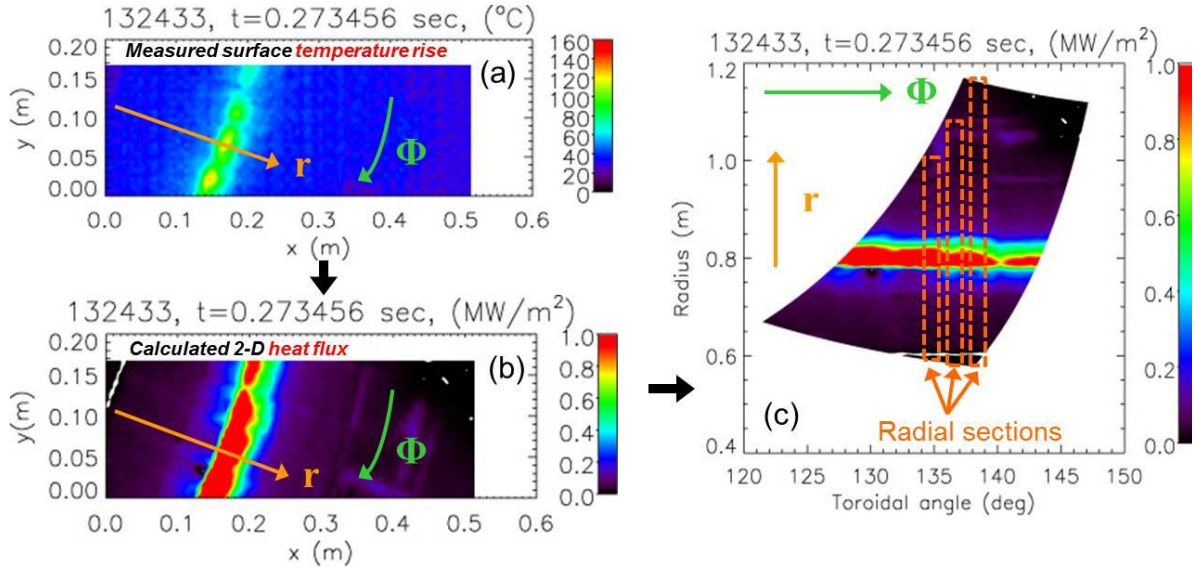 132433, t=0.273456 sec, (°C)
Measured surface temperature rise
(a)
0.20
0.15
0.10
0.05
0.00
y (m)
r
Φ
160
140
120
100
80
60
40
20
0
0.0 0.1 0.2 0.3 0.4 0.5 0.6
x (m)
132433, t=0.273456 sec, (MW/m²)
Calculated 2-D heat flux
(b)
0.20
0.15
0.10
0.05
0.00
y(m)
r
Φ
1.0
0.8
0.6
0.4
0.2
0.0
0.0 0.1 0.2 0.3 0.4 0.5 0.6
x (m)
132433, t=0.273456 sec, (MW/m²)
Φ
r
1.2
1.0
0.8
0.6
0.4
Radius (m)
1.0
0.8
0.6
0.4
0.2
0.0
(c)
Radial sections
120 125 130 135 140 145 150
Toroidal angle (deg)